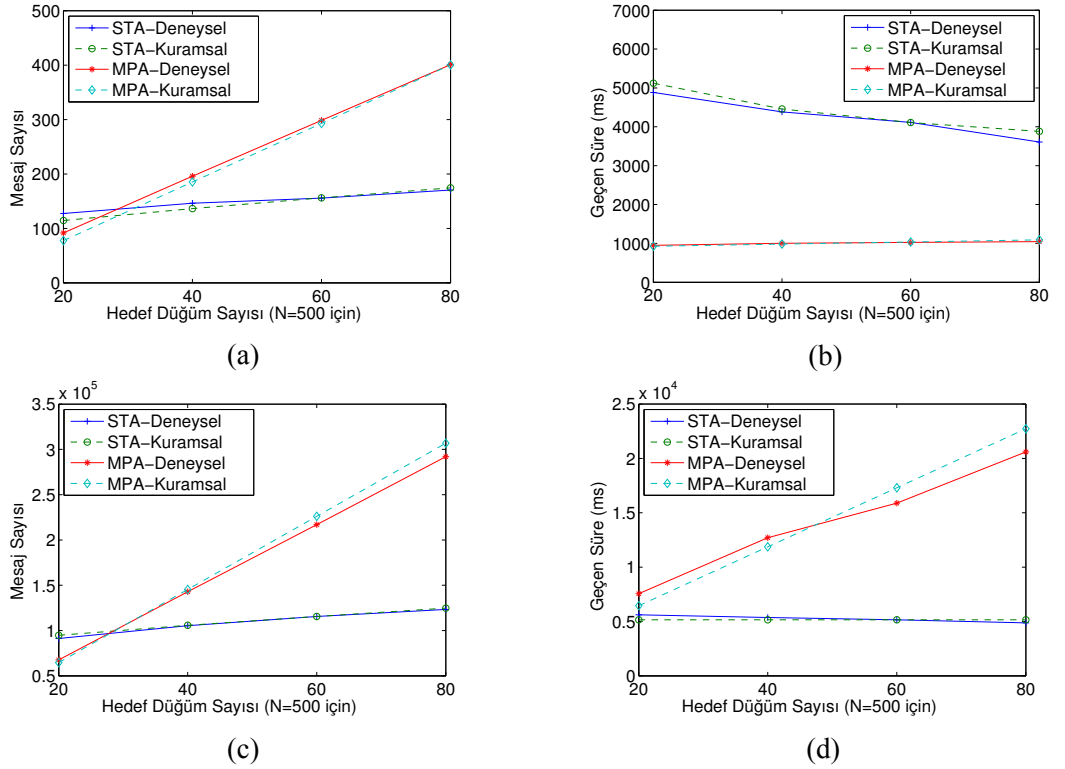 500
400
300
200
100
0
Mesaj Sayısı
STA−Deneysel
STA−Kuramsal
MPA−Deneysel
MPA−Kuramsal
20 40 60 80
Hedef Düğüm Sayısı (N=500 için)
(a)
7000
6000
5000
4000
3000
2000
1000
0
Geçen Süre (ms)
STA−Deneysel
STA−Kuramsal
MPA−Deneysel
MPA−Kuramsal
20 40 60 80
Hedef Düğüm Sayısı (N=500 için)
(b)
x 10^5
3.5
3
2.5
2
1.5
1
0.5
Mesaj Sayısı
STA−Deneysel
STA−Kuramsal
MPA−Deneysel
MPA−Kuramsal
20 40 60 80
Hedef Düğüm Sayısı (N=500 için)
(c)
x 10^4
2.5
2
1.5
1
0.5
0
Geçen Süre (ms)
STA−Deneysel
STA−Kuramsal
MPA−Deneysel
MPA−Kuramsal
20 40 60 80
Hedef Düğüm Sayısı (N=500 için)
(d)